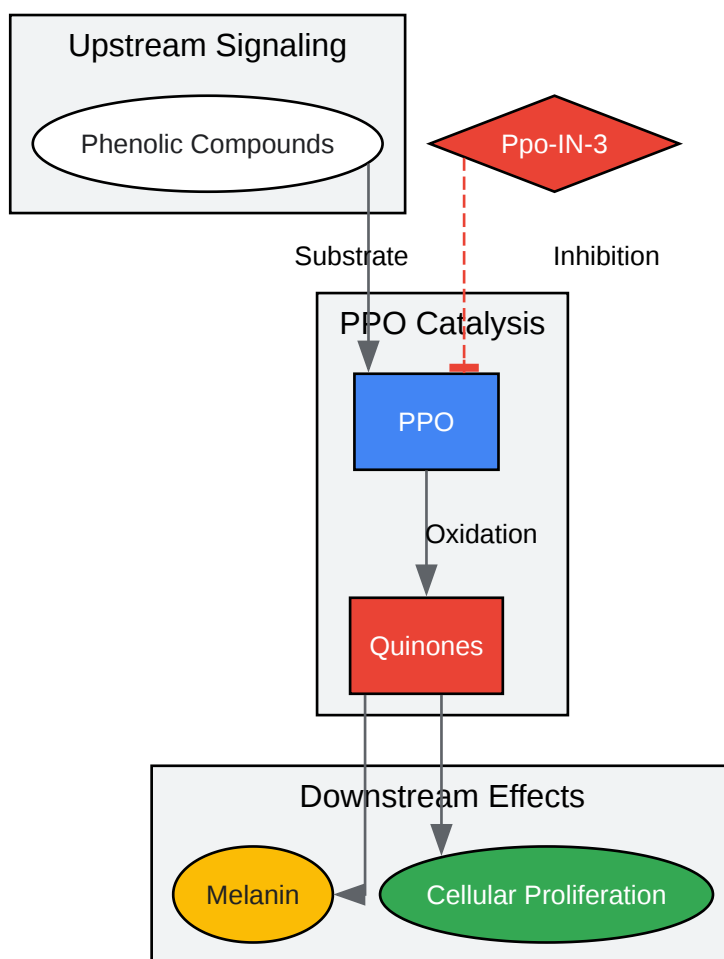 Upstream Signaling
Phenolic Compounds
Ppo-IN-3
Substrate
Inhibition
PPO Catalysis
PPO
Oxidation
Quinones
Downstream Effects
Melanin
Cellular Proliferation